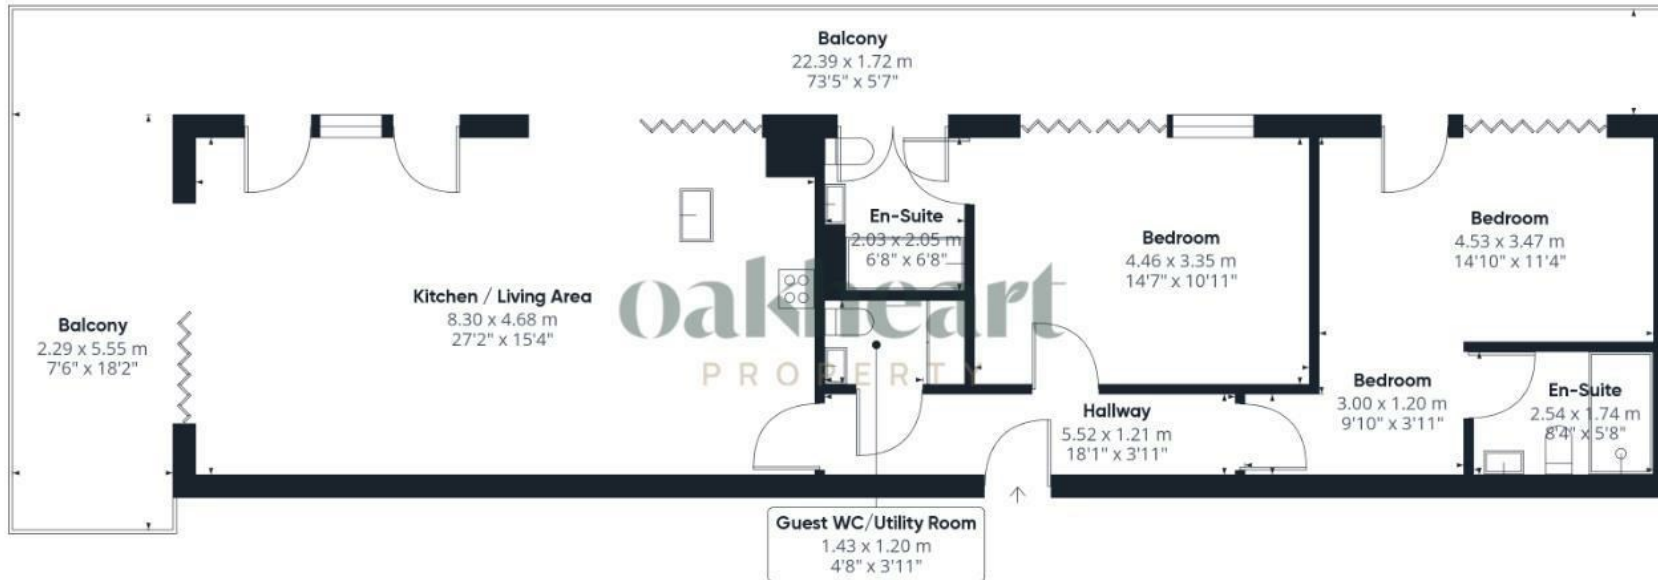 Balcony
22.39 x 1.72 m
73'5" x 5'7"
En-Suite
2.03 x 2.05 m
6'8" x 6'8"
Bedroom
4.46 x 3.35 m
14'7" x 10'11"
Bedroom
4.53 x 3.47 m
14'10" x 11'4"
Kitchen / Living Area
8.30 x 4.68 m
27'2" x 15'4"
Balcony
2.29 x 5.55 m
7'6" x 18'2"
oakheart
PROPERTY
Hallway
5.52 x 1.21 m
18'1" x 3'11"
Bedroom
3.00 x 1.20 m
9'10" x 3'11"
En-Suite
2.54 x 1.74 m
8'4" x 5'8"
Guest WC/Utility Room
1.43 x 1.20 m
4'8" x 3'11"